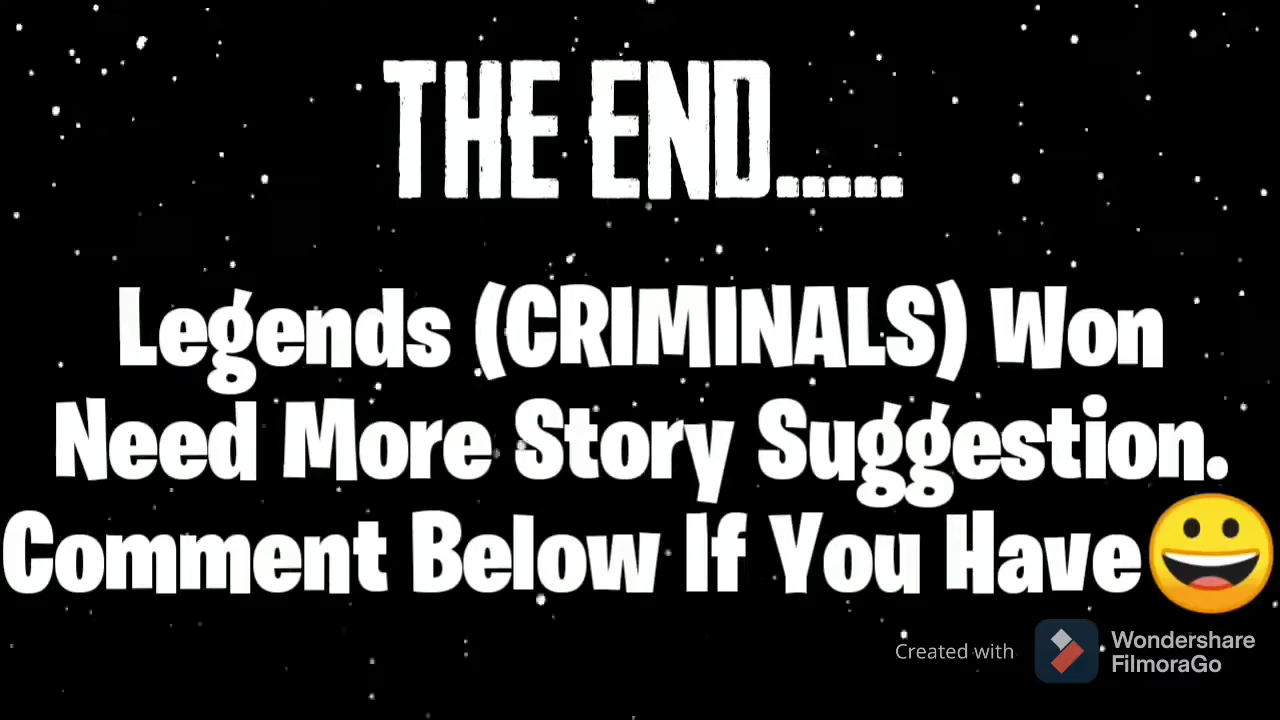 THE END.....
Legends (CRIMINALS) Won
Need More Story Suggestion.
Comment Below If You Have😀
Created with
Wondershare
FilmoraGo